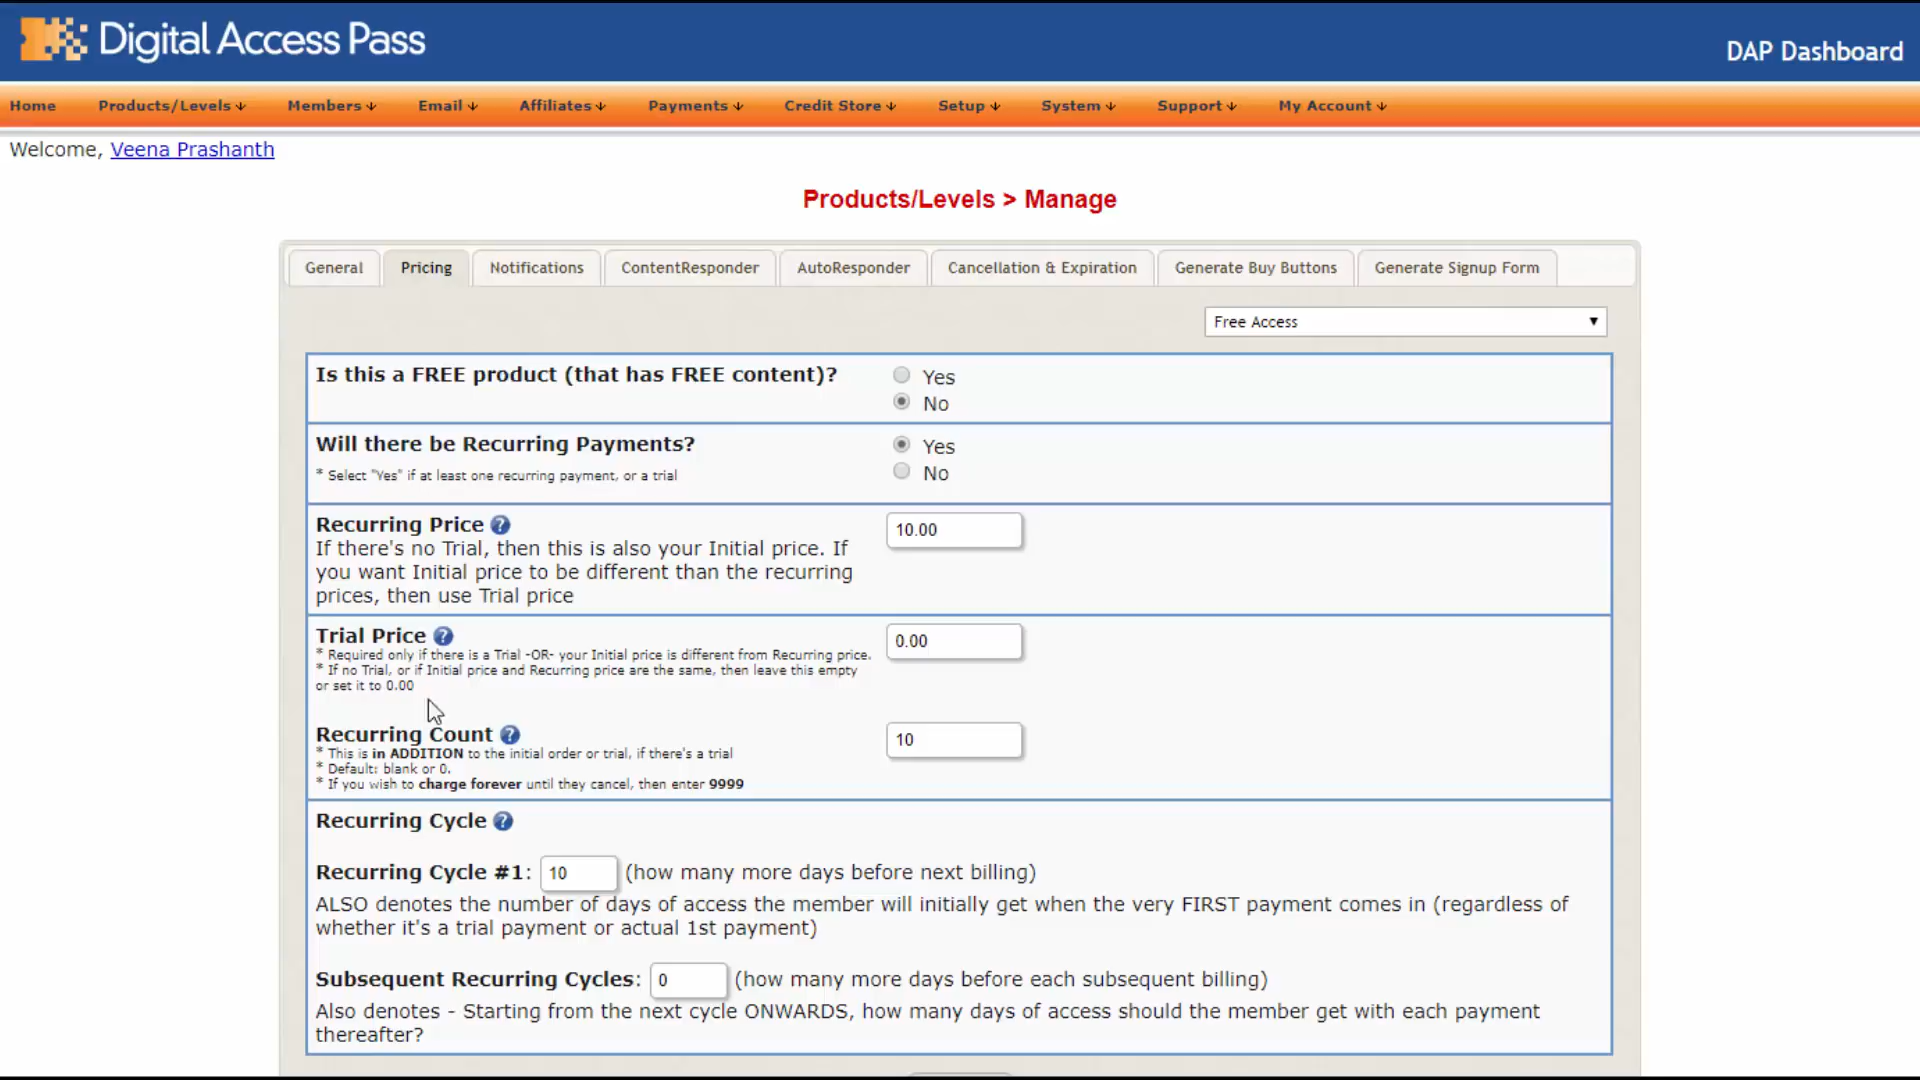 Digital Access Pass
DAP Dashboard
Home Products/Levels ↓ Members ↓ Email ↓ Affiliates ↓ Payments ↓ Credit Store ↓ Setup ↓ System ↓ Support ↓ My Account ↓
Welcome, Veena Prashanth
Products/Levels > Manage
General Pricing Notifications ContentResponder AutoResponder Cancellation & Expiration Generate Buy Buttons Generate Signup Form
Free Access
Is this a FREE product (that has FREE content)?
Yes
No
Will there be Recurring Payments?
* Select "Yes" if at least one recurring payment, or a trial
Yes
No
Recurring Price ?
If there's no Trial, then this is also your Initial price. If
you want Initial price to be different than the recurring
prices, then use Trial price
10.00
Trial Price ?
* Required only if there is a Trial -OR- your Initial price is different from Recurring price.
* If no Trial, or if Initial price and Recurring price are the same, then leave this empty
or set it to 0.00
0.00
Recurring Count ?
* This is in ADDITION to the initial order or trial, if there's a trial
* Default: blank or 0.
* If you wish to charge forever until they cancel, then enter 9999
10
Recurring Cycle ?
Recurring Cycle #1: 10 (how many more days before next billing)
ALSO denotes the number of days of access the member will initially get when the very FIRST payment comes in (regardless of
whether it's a trial payment or actual 1st payment)
Subsequent Recurring Cycles: 0 (how many more days before each subsequent billing)
Also denotes - Starting from the next cycle ONWARDS, how many days of access should the member get with each payment
thereafter?